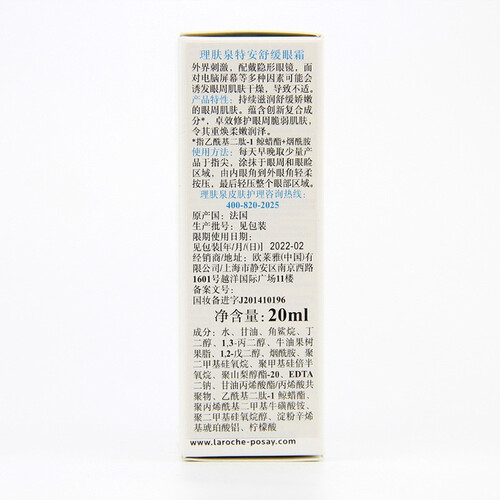 理肤泉特安舒缓眼霜
外界刺激，配戴隐形眼镜，面
对电脑屏幕等多种因素可能会
诱发眼周肌肤干燥，导致不适。
产品特性：持续滋润舒缓娇嫩
的眼周肌肤。蕴含创新复合成
分*，卓效修护眼周脆弱肌肤，
令其重焕柔嫩润泽。
*指乙酰基二肽-1 鲸蜡酯+烟酰胺
使用方法：每天早晚取少量产
品于指尖，涂抹于眼周和眼睑
区域，由内眼角到外眼角轻柔
按压，最后轻压整个眼部区域。
理肤泉皮肤护理咨询热线：
400-820-2025
原产国：法国
生产批号：见包装
限期使用日期：
见包装[年/月/(日)] 2022-02
经销商/地址：欧莱雅(中国)有
限公司/上海市静安区南京西路
1601号越洋国际广场11楼
备案文号：
国妆备进字J201410196
净含量：20ml
成分：水、甘油、角鲨烷、丁
二醇、1,3-丙二醇、牛油果树
果脂、1,2-戊二醇、烟酰胺、聚
二甲基硅氧烷、聚甲基硅倍半
氧烷、聚山梨醇酯-20、EDTA
二钠、甘油丙烯酸酯/丙烯酸共
聚物、乙酰基二肽-1 鲸蜡酯、
聚丙烯酰基二甲基牛磺酸铵、
聚二甲基硅氧烷醇、淀粉辛烯
基琥珀酸铝、柠檬酸
www.laroche-posay.com